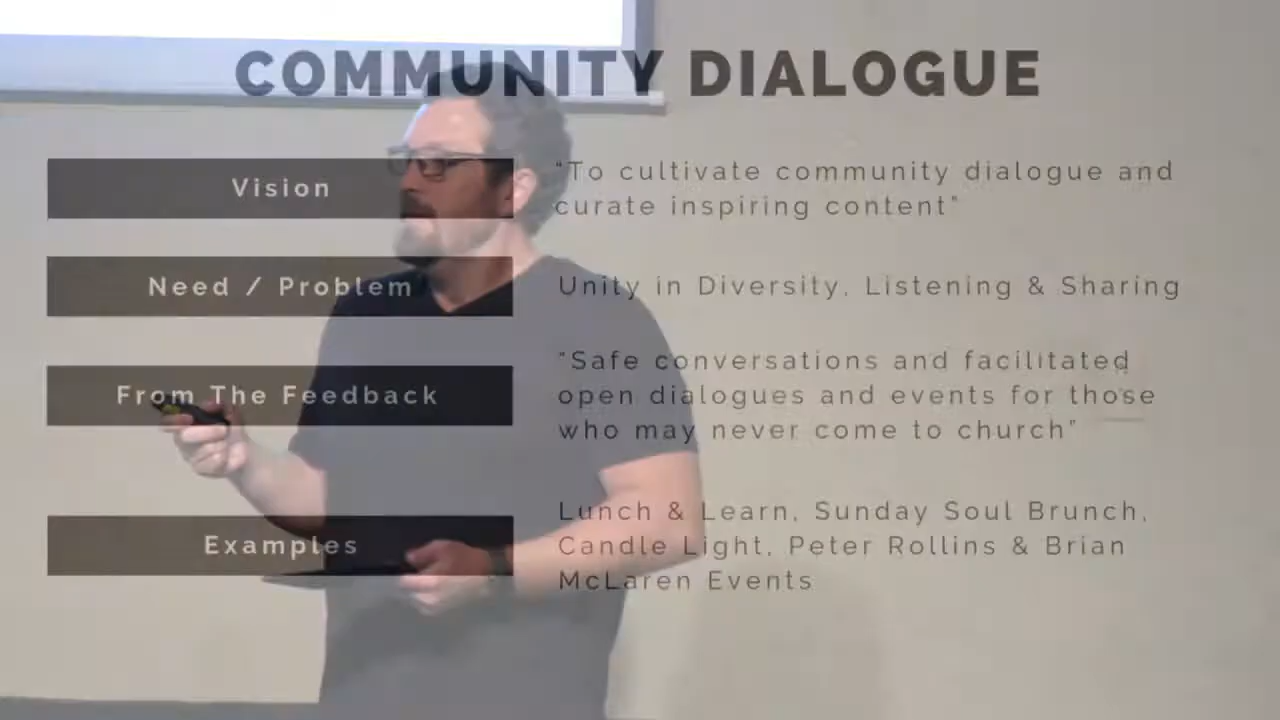 COMMUNITY DIALOGUE
Vision
"To cultivate community dialogue and
curate inspiring content"
Need / Problem
Unity in Diversity, Listening & Sharing
From The Feedback
"Safe conversations and facilitated
open dialogues and events for those
who may never come to church"
Examples
Lunch & Learn, Sunday Soul Brunch,
Candle Light, Peter Rollins & Brian
McLaren Events